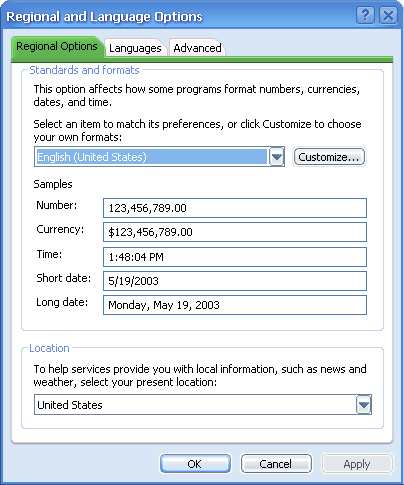 Regional and Language Options
Regional Options
Languages
Advanced
Standards and formats
This option affects how some programs format numbers, currencies,
dates, and time.
Select an item to match its preferences, or click Customize to choose
your own formats:
English (United States)
Customize...
Samples
Number:
123,456,789.00
Currency:
$123,456,789.00
Time:
1:48:04 PM
Short date:
5/19/2003
Long date:
Monday, May 19, 2003
Location
To help services provide you with local information, such as news and
weather, select your present location:
United States
OK
Cancel
Apply